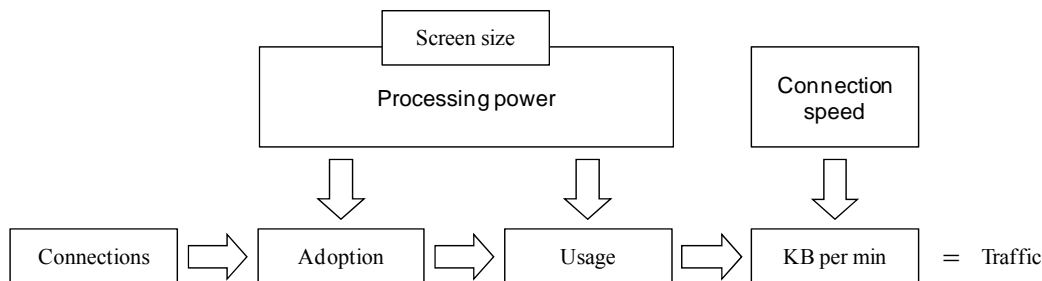 Screen size
Processing power
Connection
speed
Connections
Adoption
Usage
KB per min
= Traffic